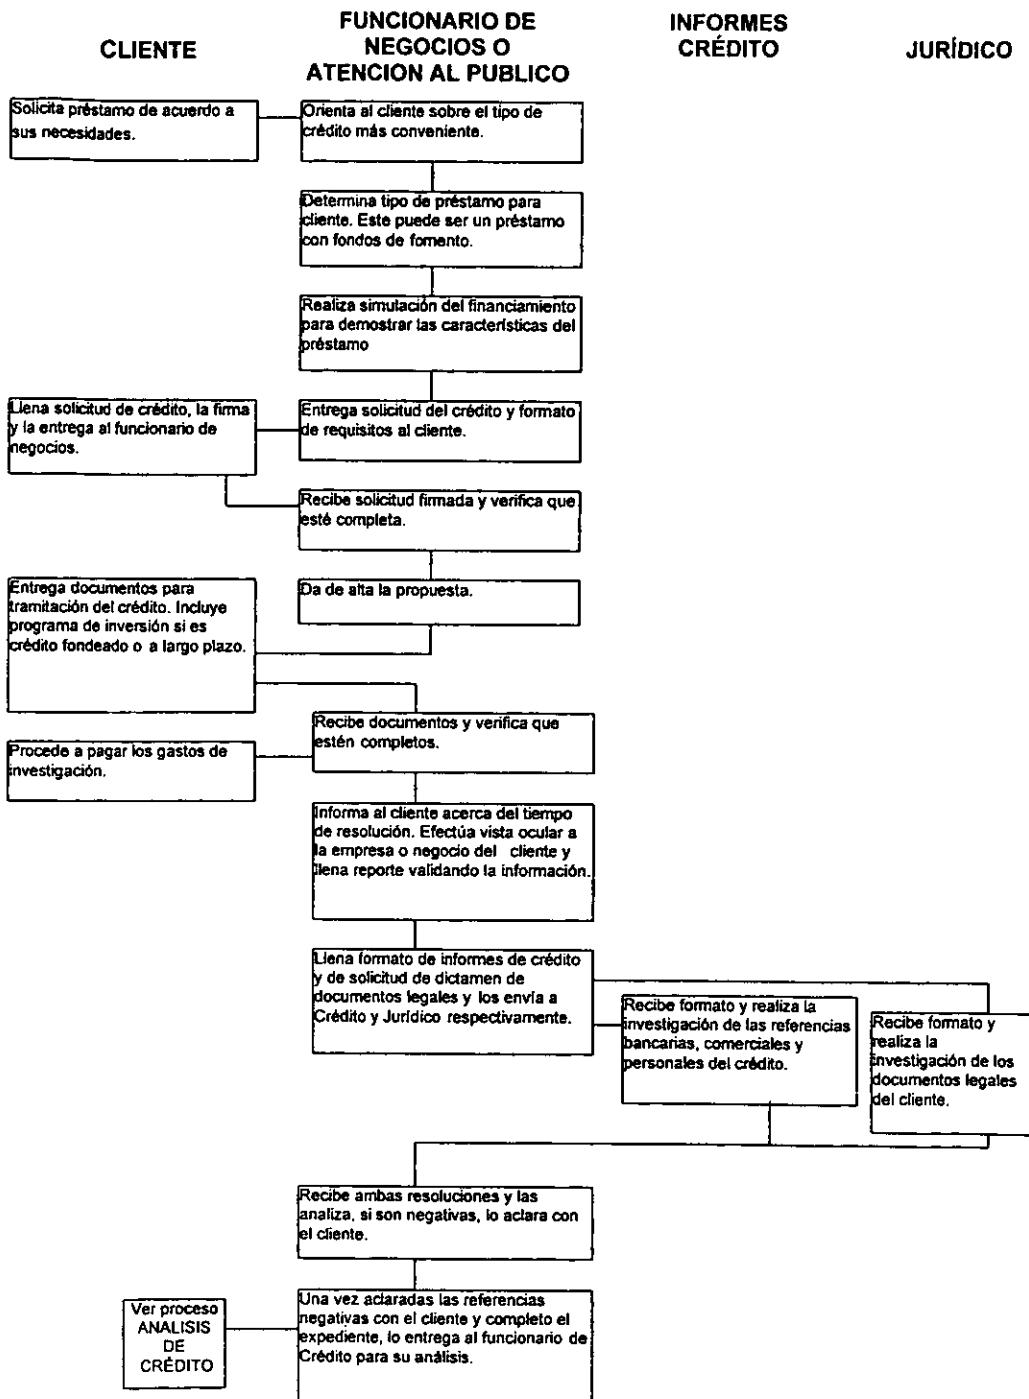 CLIENTE
FUNCIONARIO DE
NEGOCIOS O
ATENCION AL PUBLICO
INFORMES
CRÉDITO
JURÍDICO
Solicita préstamo de acuerdo a
sus necesidades.
Orienta al cliente sobre el tipo de
crédito más conveniente.
Determina tipo de préstamo para
cliente. Este puede ser un préstamo
con fondos de fomento.
Realiza simulación del financiamiento
para demostrar las características del
préstamo
Llena solicitud de crédito, la firma
y la entrega al funcionario de
negocios.
Entrega solicitud del crédito y formato
de requisitos al cliente.
Recibe solicitud firmada y verifica que
esté completa.
Entrega documentos para
tramitación del crédito. Incluye
programa de inversión si es
crédito fondeado o a largo plazo.
Da de alta la propuesta.
Recibe documentos y verifica que
estén completos.
Procede a pagar los gastos de
investigación.
Informa al cliente acerca del tiempo
de resolución. Efectúa vista ocular a
la empresa o negocio del cliente y
llena reporte validando la información.
Llena formato de informes de crédito
y de solicitud de dictamen de
documentos legales y los envía a
Crédito y Jurídico respectivamente.
Recibe formato y realiza la
investigación de las referencias
bancarias, comerciales y
personales del crédito.
Recibe formato y
realiza la
investigación de los
documentos legales
del cliente.
Recibe ambas resoluciones y las
analiza, si son negativas, lo aclara con
el cliente.
Ver proceso
ANALISIS
DE
CRÉDITO
Una vez aclaradas las referencias
negativas con el cliente y completo el
expediente, lo entrega al funcionario de
Crédito para su análisis.